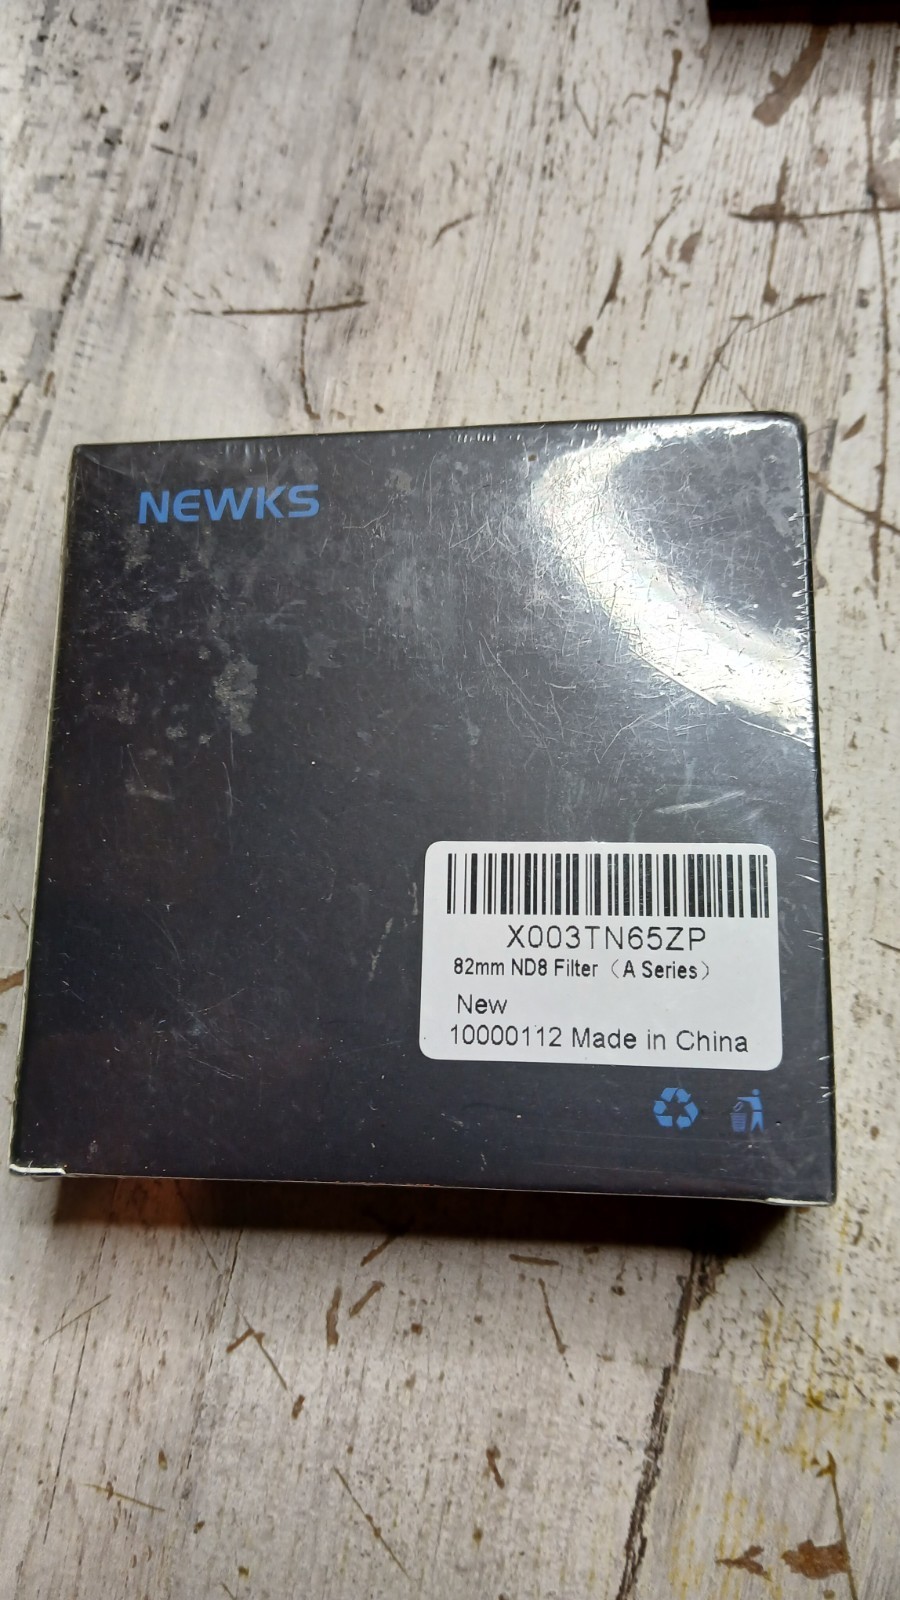 NEWKS
X003TN65ZP
82mm ND8 Filter（A Series）
New
10000112 Made in China